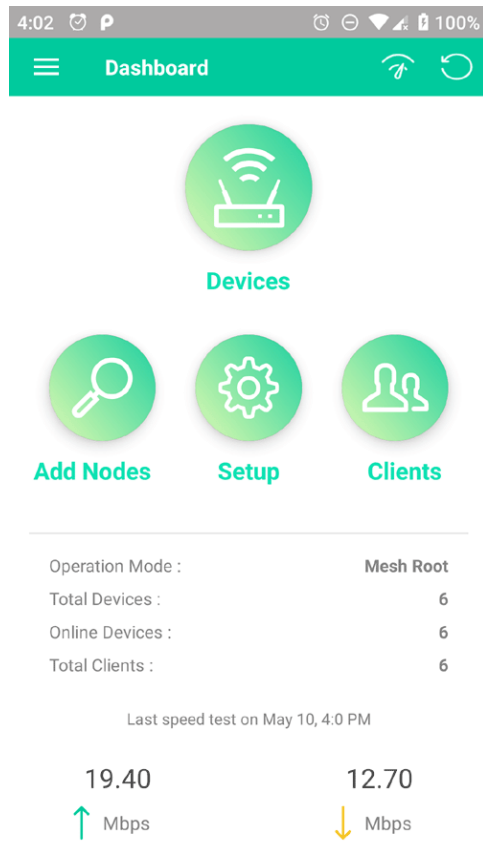 4:02 100%
Dashboard
Devices
Add Nodes Setup Clients
Operation Mode : Mesh Root
Total Devices : 6
Online Devices : 6
Total Clients : 6
Last speed test on May 10, 4:0 PM
19.40 12.70
Mbps Mbps